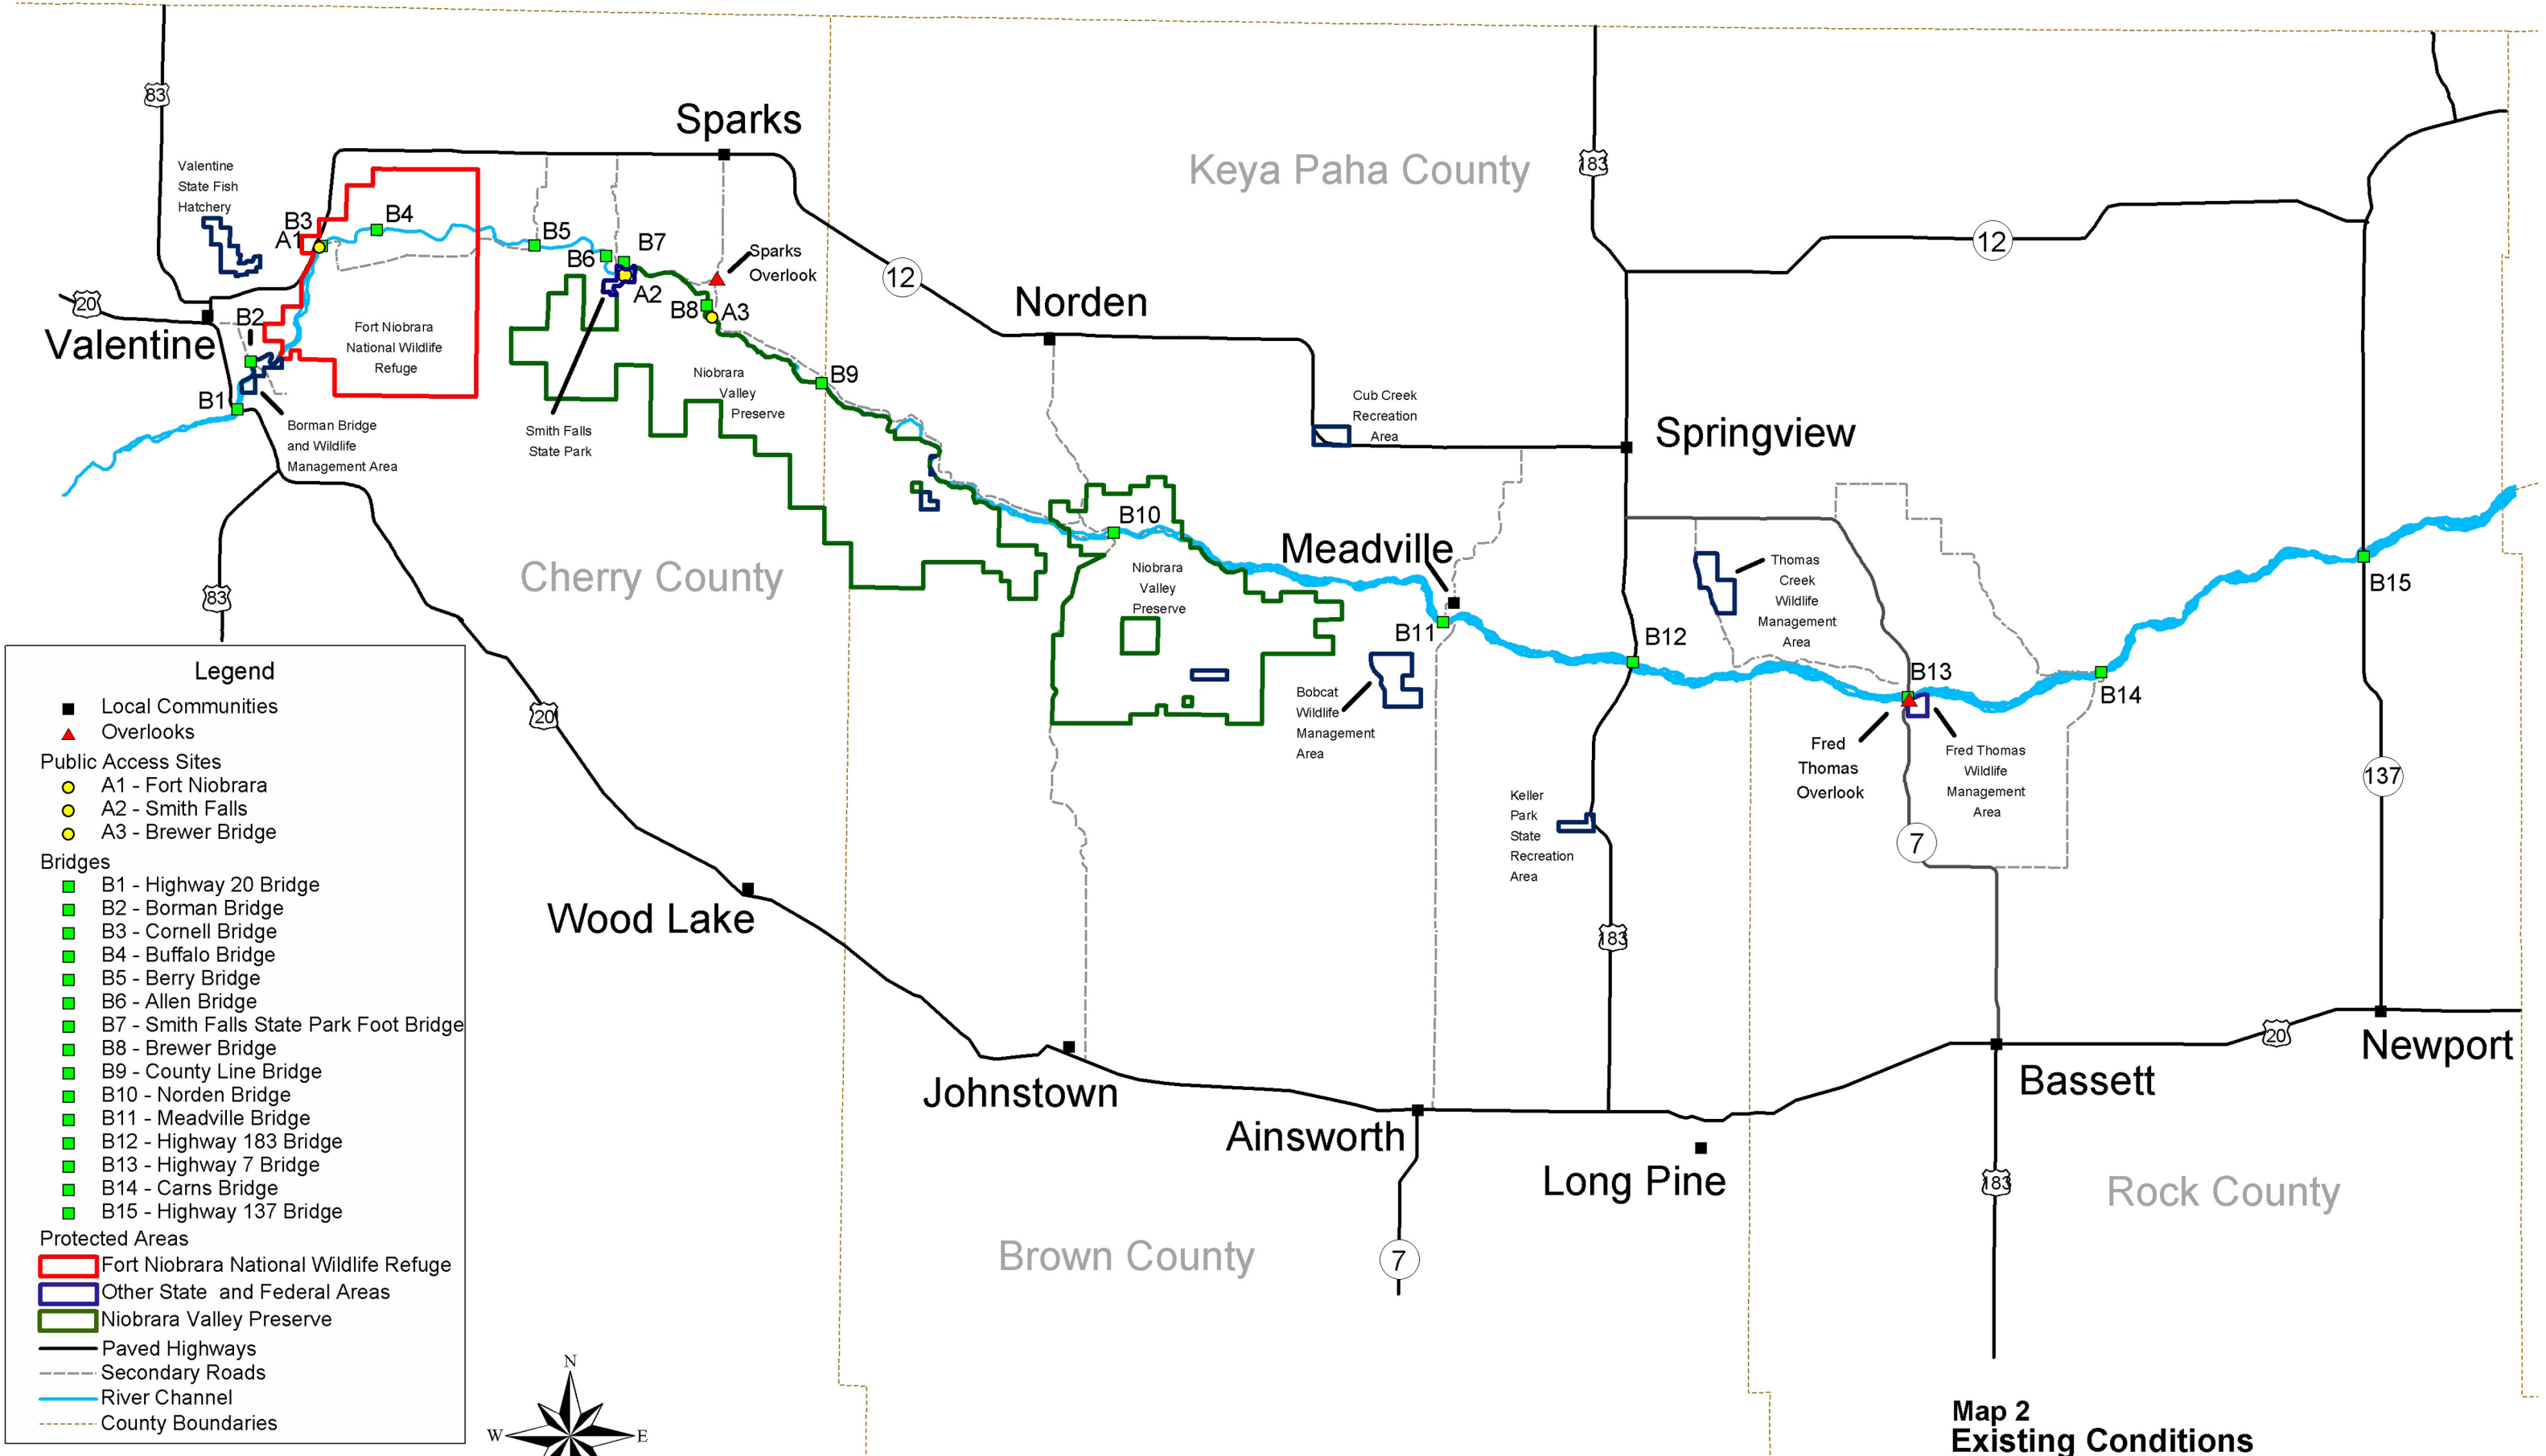 83
Sparks
Valentine
State Fish
Hatchery
Keya Paha County
183
B3
A1
B4
B5
B6
B7
A2
Sparks
Overlook
B8
A3
12
12
20
Valentine
B2
Fort Niobrara
National Wildlife
Refuge
Norden
B1
Borman Bridge
and Wildlife
Management Area
Smith Falls
State Park
Niobrara
Valley
Preserve
B9
Cub Creek
Recreation
Area
Springview
83
Cherry County
B10
Niobrara
Valley
Preserve
Meadville
B11
B12
Thomas
Creek
Wildlife
Management
Area
B13
B14
B15
Bobcat
Wildlife
Management
Area
Fred
Thomas
Overlook
Fred Thomas
Wildlife
Management
Area
137
Keller
Park
State
Recreation
Area
7
20
183
Wood Lake
Johnstown
Ainsworth
Long Pine
Bassett
20
Newport
183
Rock County
Brown County
7
Legend
Local Communities
Overlooks
Public Access Sites
A1 - Fort Niobrara
A2 - Smith Falls
A3 - Brewer Bridge
Bridges
B1 - Highway 20 Bridge
B2 - Borman Bridge
B3 - Cornell Bridge
B4 - Buffalo Bridge
B5 - Berry Bridge
B6 - Allen Bridge
B7 - Smith Falls State Park Foot Bridge
B8 - Brewer Bridge
B9 - County Line Bridge
B10 - Norden Bridge
B11 - Meadville Bridge
B12 - Highway 183 Bridge
B13 - Highway 7 Bridge
B14 - Carns Bridge
B15 - Highway 137 Bridge
Protected Areas
Fort Niobrara National Wildlife Refuge
Other State and Federal Areas
Niobrara Valley Preserve
Paved Highways
Secondary Roads
River Channel
County Boundaries
N
W
E
Map 2
Existing Conditions